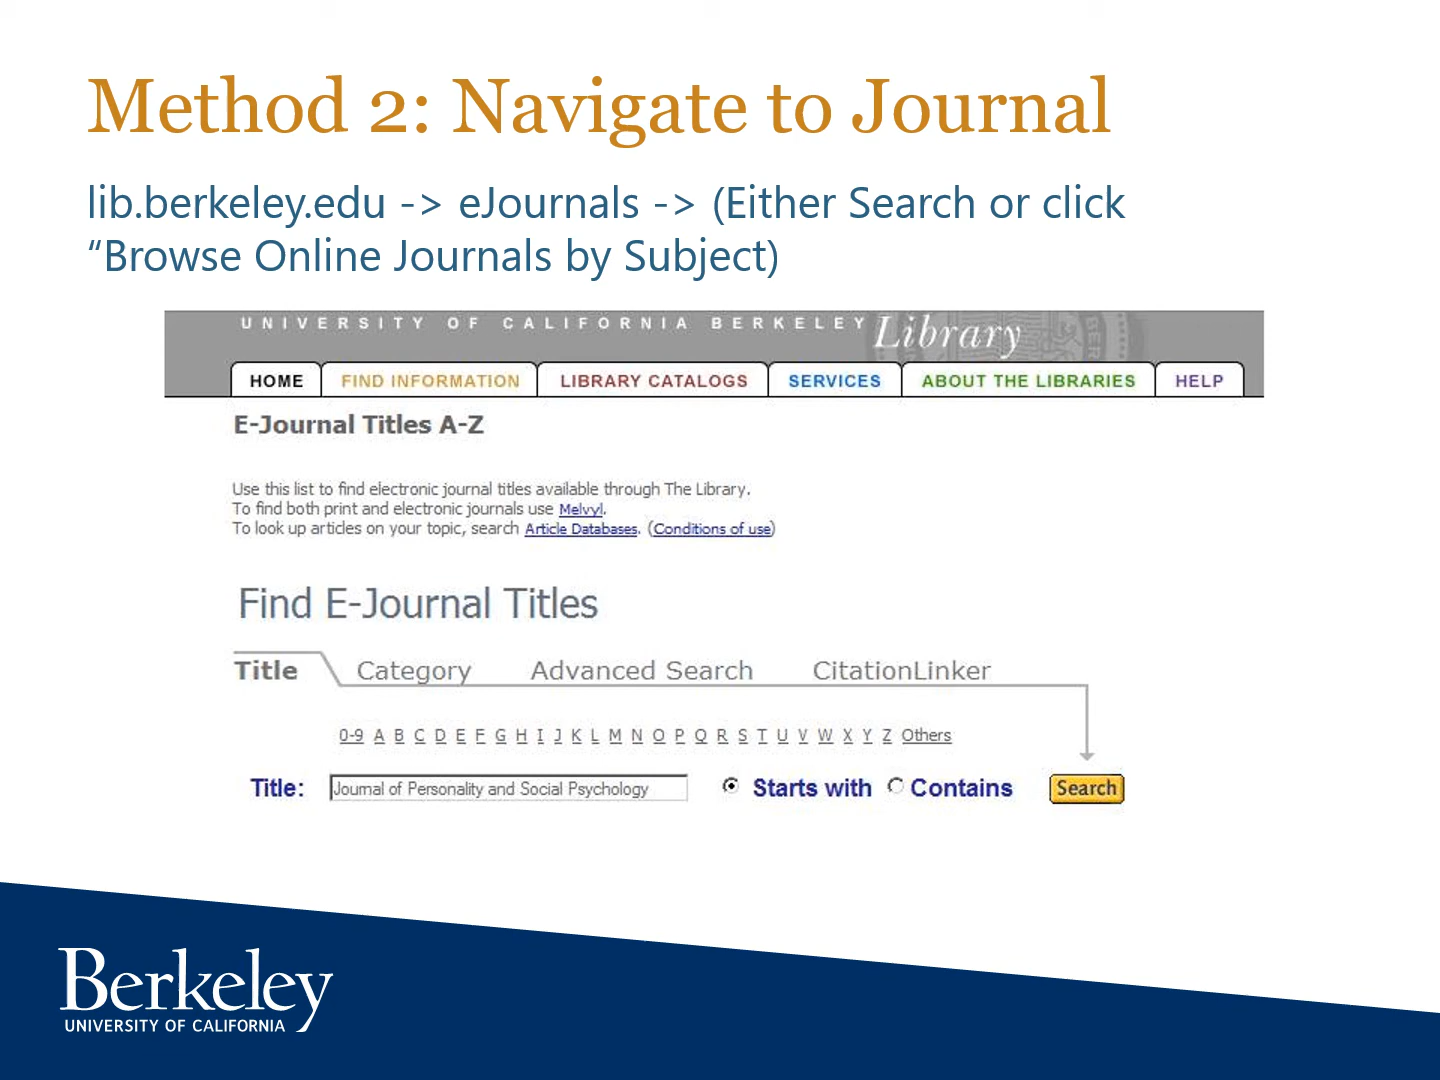 Method 2: Navigate to Journal
lib.berkeley.edu -> eJournals -> (Either Search or click
“Browse Online Journals by Subject)
UNIVERSITY OF CALIFORNIA BERKELEY Library
HOME FIND INFORMATION LIBRARY CATALOGS SERVICES ABOUT THE LIBRARIES HELP
E-Journal Titles A-Z
Use this list to find electronic journal titles available through The Library.
To find both print and electronic journals use Melvyl.
To look up articles on your topic, search Article Databases. (Conditions of use)
Find E-Journal Titles
Title Category Advanced Search CitationLinker
0-9 A B C D E F G H I J K L M N O P Q R S T U V W X Y Z Others
Title: Journal of Personality and Social Psychology Starts with Contains Search
Berkeley
UNIVERSITY OF CALIFORNIA